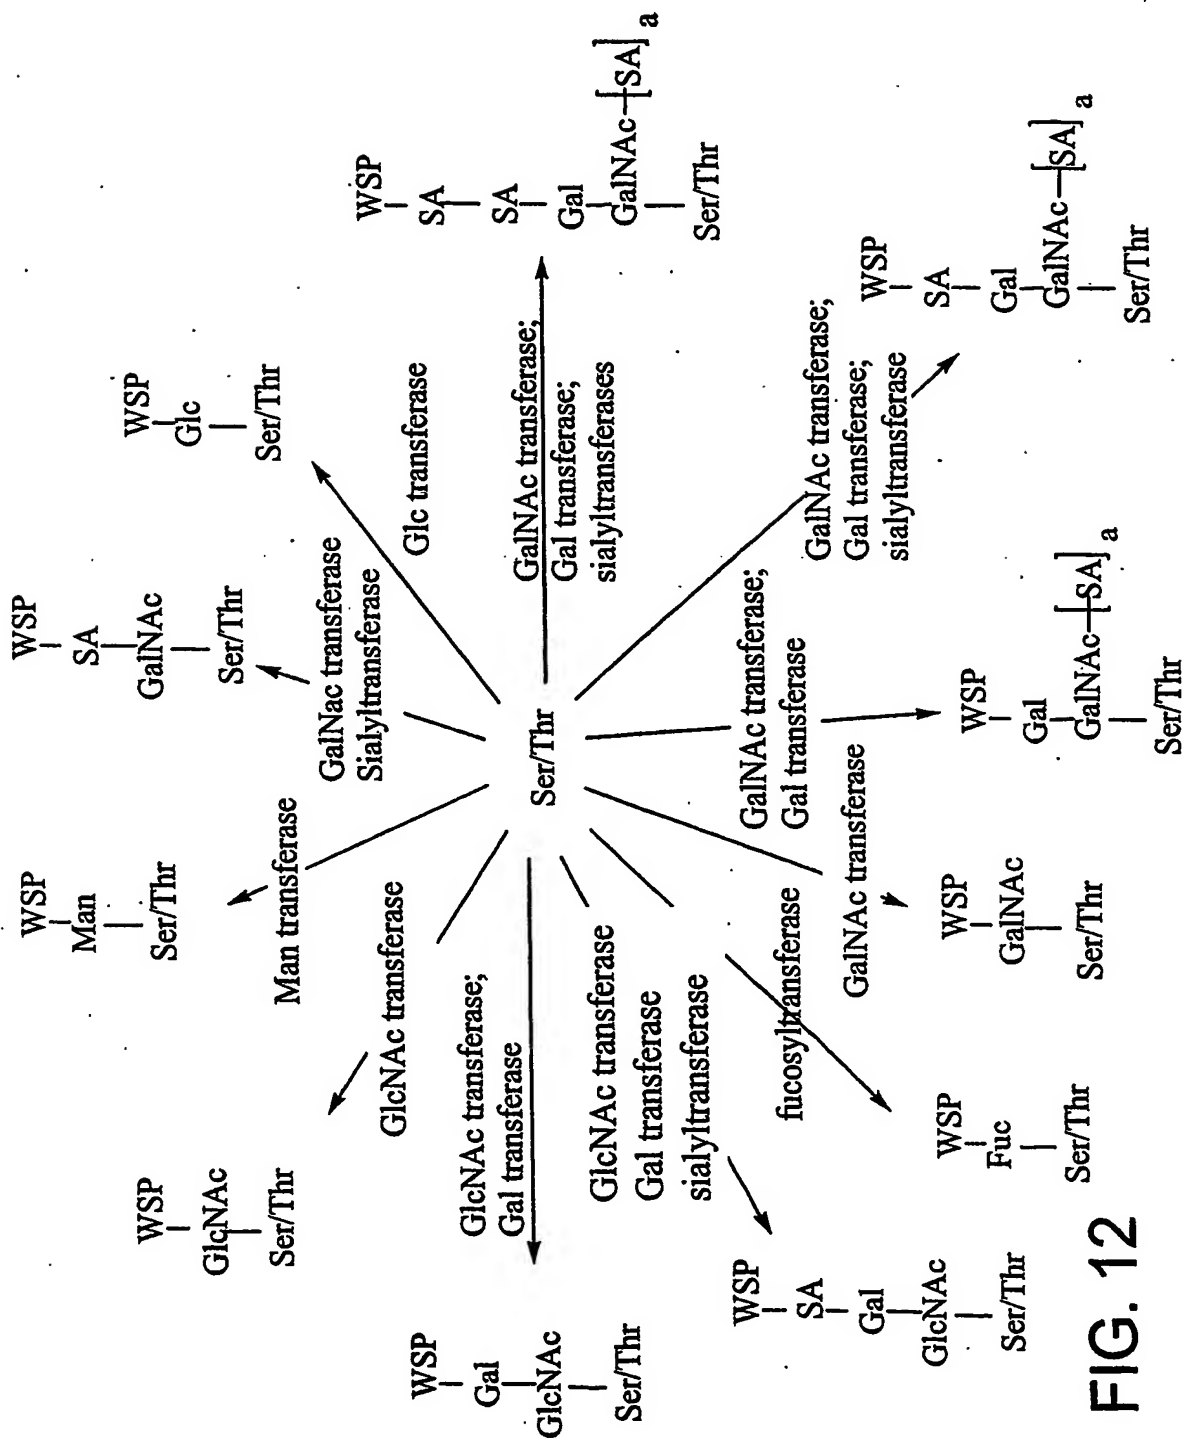 WSP
GlcNAc
Ser/Thr
WSP
Man
Ser/Thr
WSP
SA
GalNAc
Ser/Thr
WSP
Glc
Ser/Thr
GlcNAc transferase
Man transferase
GalNac transferase
Sialyltransferase
Glc transferase
WSP
Gal
GlcNAc
Ser/Thr
GlcNAc transferase;
Gal transferase
Ser/Thr
GalNAc transferase;
Gal transferase;
sialyltransferases
WSP
SA
SA
Gal
GalNAc[SA]a
Ser/Thr
GlcNAc transferase
Gal transferase
sialyltransferase
fucosyltransferase
GalNAc transferase
GalNAc transferase;
Gal transferase
GalNAc transferase;
Gal transferase;
sialyltransferase
WSP
SA
Gal
GlcNAc
Ser/Thr
WSP
Fuc
Ser/Thr
WSP
GalNAc
Ser/Thr
WSP
Gal
GalNAc[SA]a
Ser/Thr
WSP
SA
Gal
GalNAc[SA]a
Ser/Thr
FIG. 12